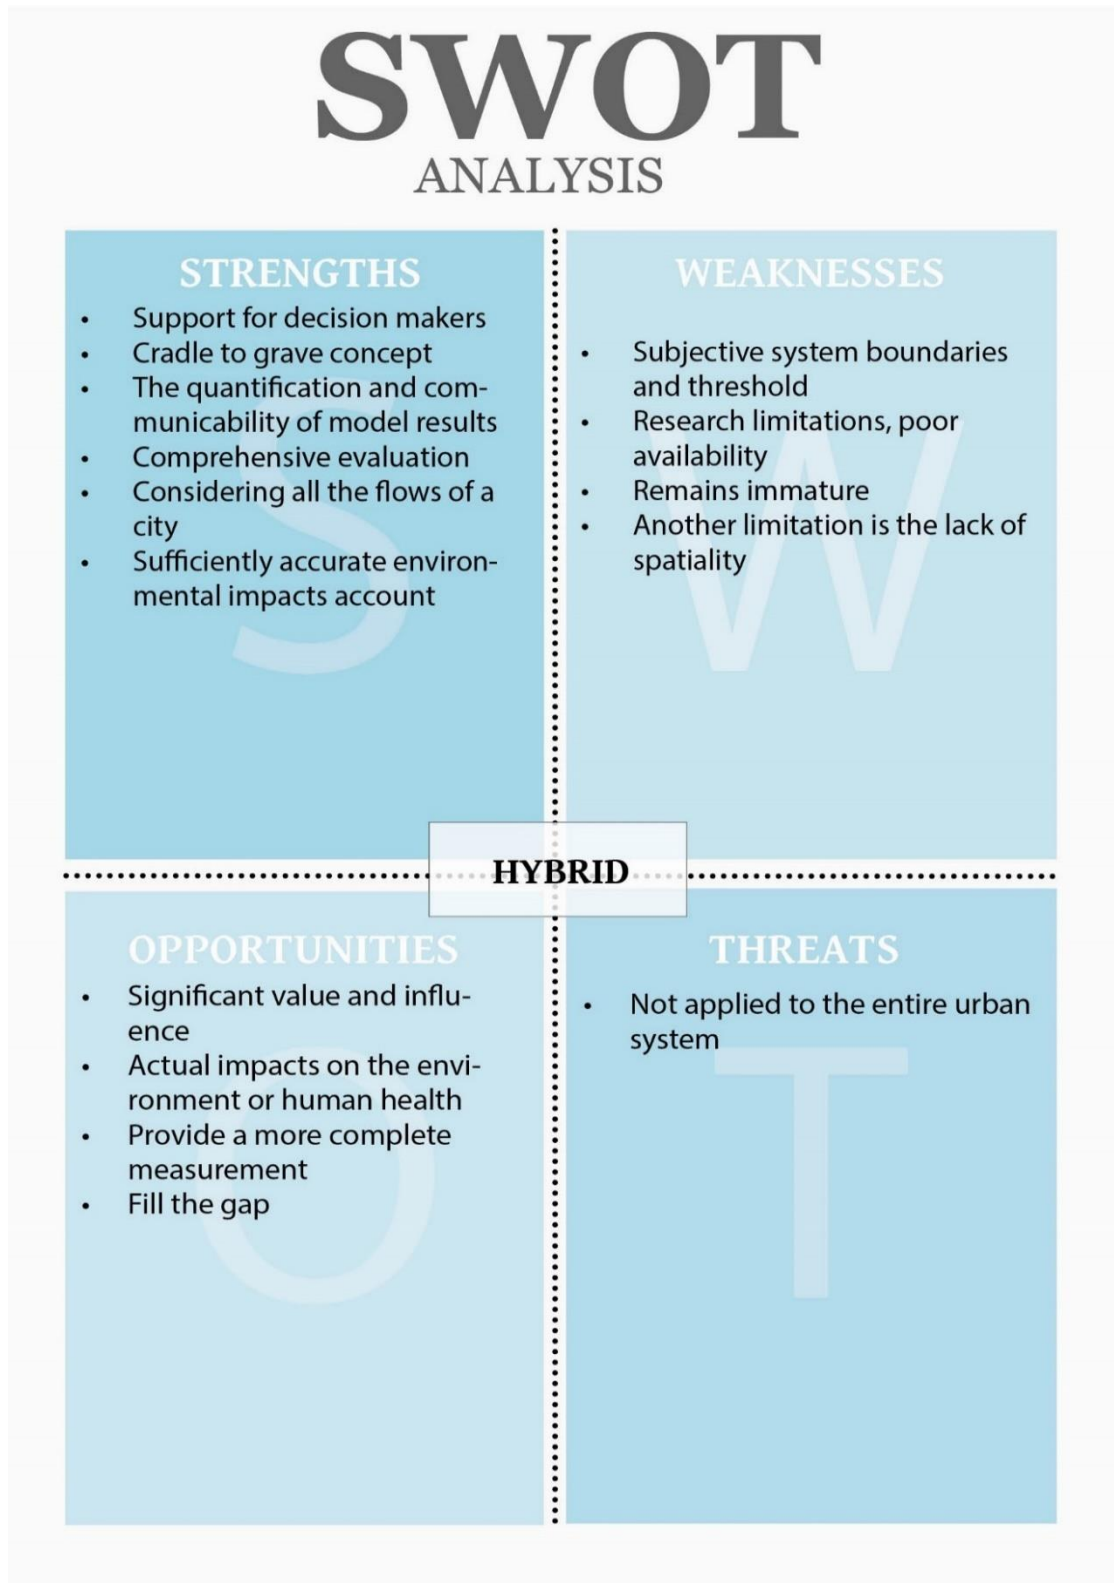 SWOT
ANALYSIS
STRENGTHS
• Support for decision makers
• Cradle to grave concept
• The quantification and com-
municability of model results
• Comprehensive evaluation
• Considering all the flows of a
city
• Sufficiently accurate environ-
mental impacts account
S
WEAKNESSES
• Subjective system boundaries
and threshold
• Research limitations, poor
availability
• Remains immature
• Another limitation is the lack of
spatiality
W
HYBRID
OPPORTUNITIES
• Significant value and influ-
ence
• Actual impacts on the envi-
ronment or human health
• Provide a more complete
measurement
• Fill the gap
O
THREATS
• Not applied to the entire urban
system
T